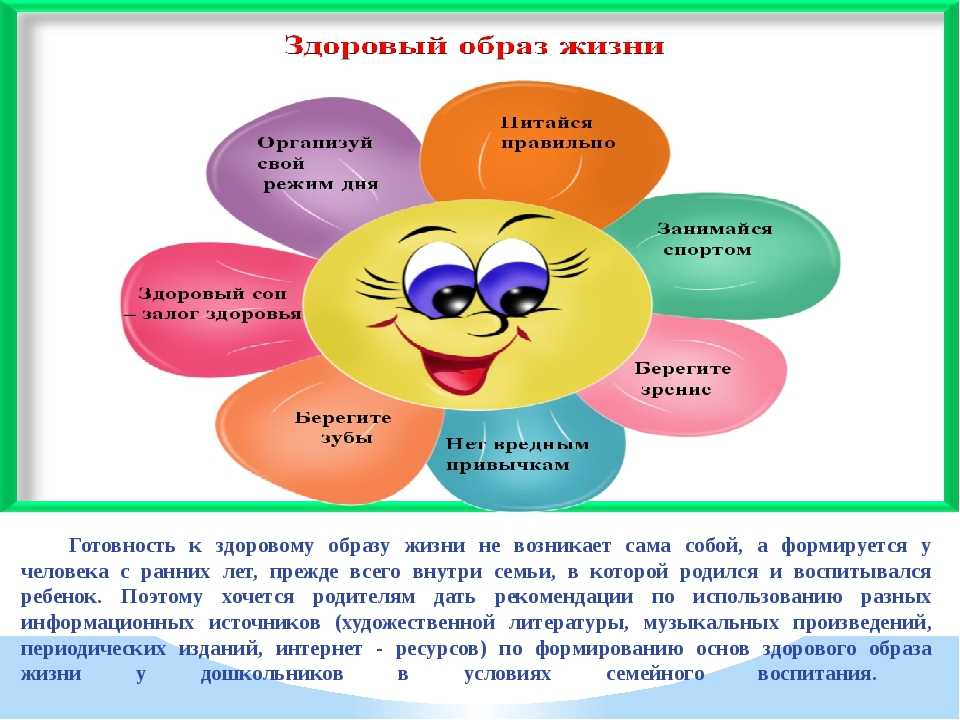 Здоровый образ жизни
Питайся
правильно
Организуй
свой
режим дня
Занимайся
спортом
Здоровый сон
– залог здоровья
Берегите
зрение
Берегите
зубы
Нет вредным
привычкам
Готовность к здоровому образу жизни не возникает сама собой, а формируется у
человека с ранних лет, прежде всего внутри семьи, в которой родился и воспитывался
ребенок. Поэтому хочется родителям дать рекомендации по использованию разных
информационных источников (художественной литературы, музыкальных произведений,
периодических изданий, интернет - ресурсов) по формированию основ здорового образа
жизни у дошкольников в условиях семейного воспитания.